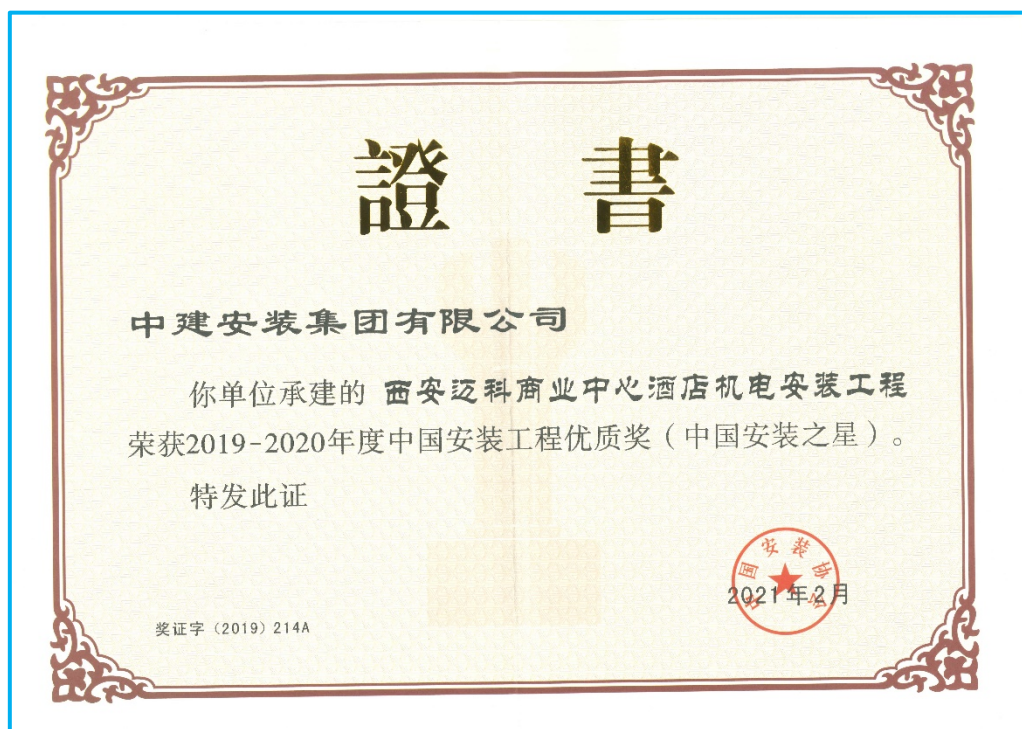 證 書
中建安装集团有限公司
你单位承建的 西安迈科商业中心酒店机电安装工程
荣获2019-2020年度中国安装工程优质奖（中国安装之星）。
特发此证
中国安装协会
2021年2月
奖证字（2019）214A